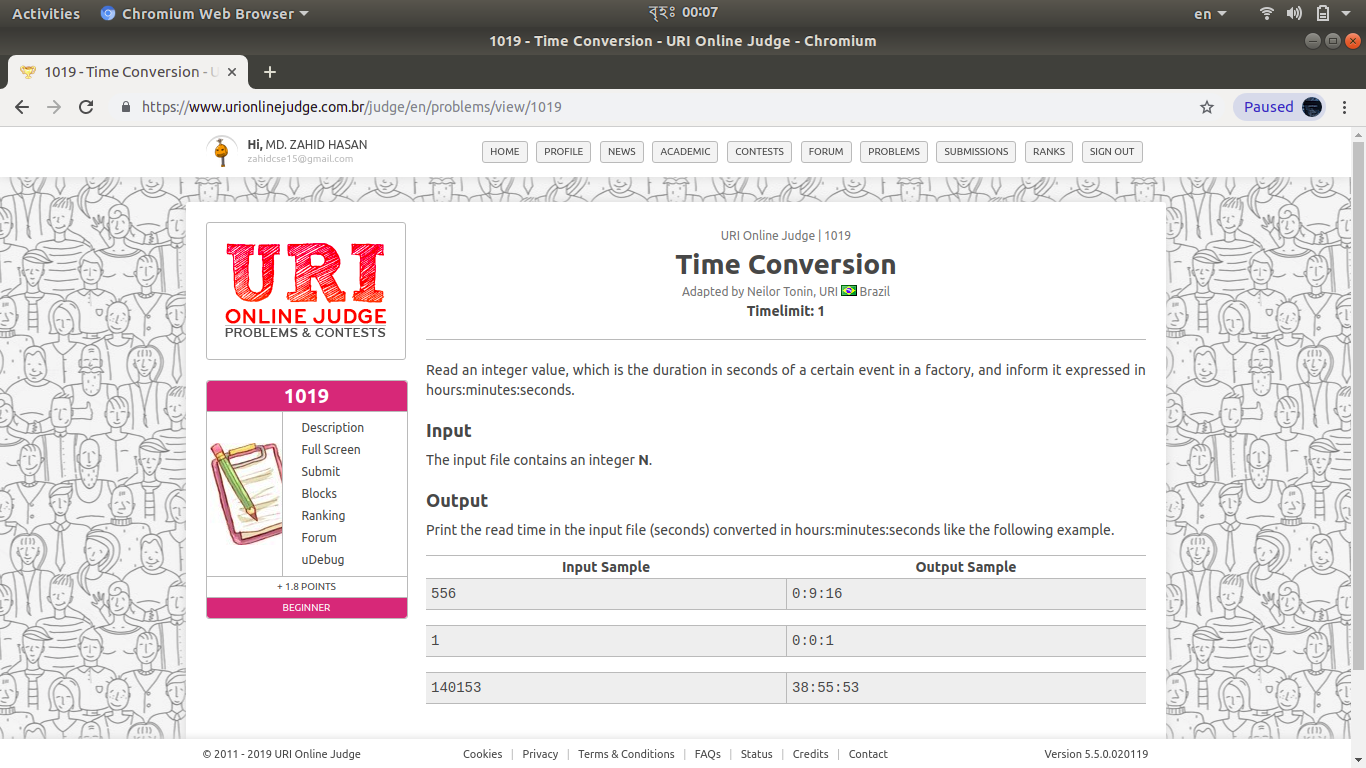 Activities
Chromium Web Browser
বৃহঃ 00:07
en
1019 - Time Conversion - URI Online Judge - Chromium
1019 - Time Conversion - U
https://www.urionlinejudge.com.br/judge/en/problems/view/1019
Paused
Hi, MD. ZAHID HASAN
zahidcse15@gmail.com
HOME
PROFILE
NEWS
ACADEMIC
CONTESTS
FORUM
PROBLEMS
SUBMISSIONS
RANKS
SIGN OUT
URI
ONLINE JUDGE
PROBLEMS & CONTESTS
1019
Description
Full Screen
Submit
Blocks
Ranking
Forum
uDebug
+ 1.8 POINTS
BEGINNER
URI Online Judge | 1019
Time Conversion
Adapted by Neilor Tonin, URI Brazil
Timelimit: 1
Read an integer value, which is the duration in seconds of a certain event in a factory, and inform it expressed in
hours:minutes:seconds.
Input
The input file contains an integer N.
Output
Print the read time in the input file (seconds) converted in hours:minutes:seconds like the following example.
Input Sample
Output Sample
556
0:9:16
1
0:0:1
140153
38:55:53
© 2011 - 2019 URI Online Judge
Cookies | Privacy | Terms & Conditions | FAQs | Status | Credits | Contact
Version 5.5.0.020119